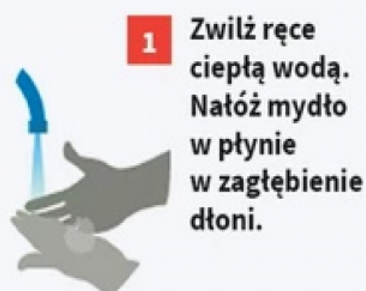 1
Zwilż ręce
ciepłą wodą.
Nałóż mydło
w płynie
w zagłębienie
dłoni.